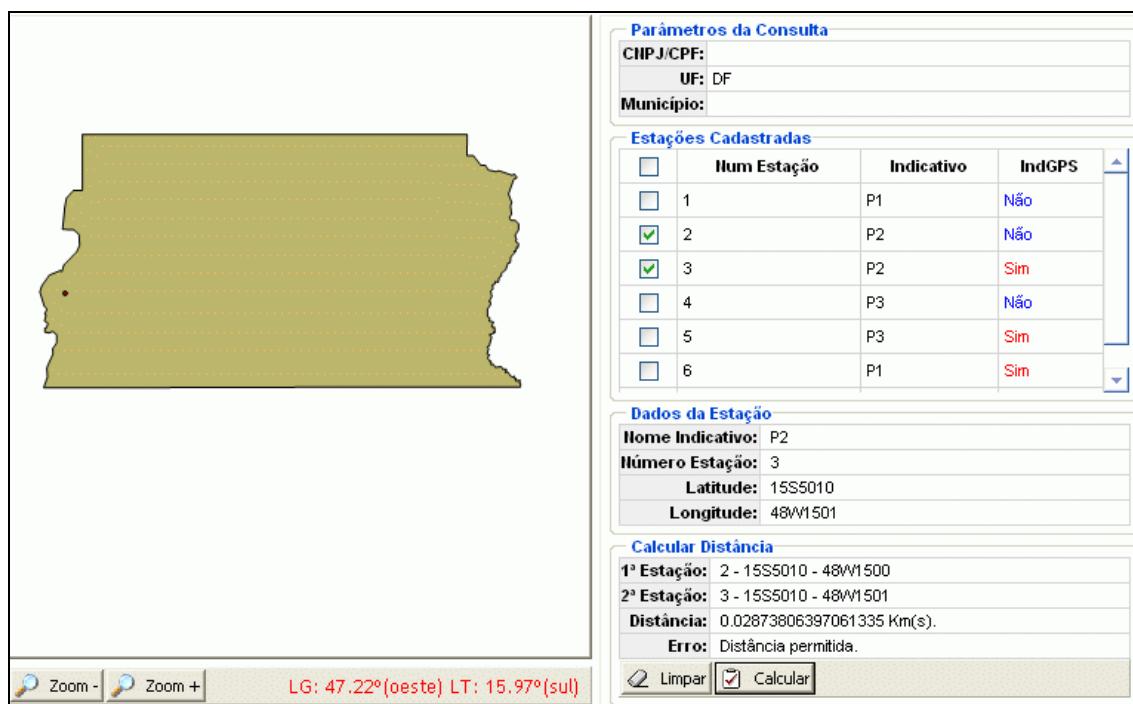 Parâmetros da Consulta
CNPJ/CPF:
UF: DF
Município:
Estações Cadastradas
Num Estação Indicativo IndGPS
1 P1 Não
2 P2 Não
3 P2 Sim
4 P3 Não
5 P3 Sim
6 P1 Sim
Dados da Estação
Nome Indicativo: P2
Número Estação: 3
Latitude: 15S5010
Longitude: 48W1501
Calcular Distância
1ª Estação: 2 - 15S5010 - 48W1500
2ª Estação: 3 - 15S5010 - 48W1501
Distância: 0.02873806397061335 Km(s).
Erro: Distância permitida.
Limpar Calcular
Zoom - Zoom + LG: 47.22º(oeste) LT: 15.97º(sul)